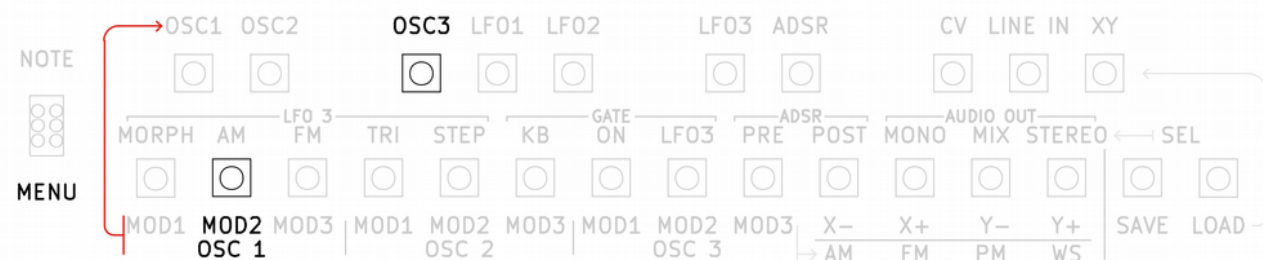 OSC1 OSC2 OSC3 LFO1 LFO2 LFO3 ADSR CV LINE IN XY
NOTE
LFO 3 GATE ADSR AUDIO OUT
MORPH AM FM TRI STEP KB ON LFO3 PRE POST MONO MIX STEREO SEL
MENU
MOD1 MOD2 MOD3 MOD1 MOD2 MOD3 MOD1 MOD2 MOD3 X- X+ Y- Y+ SAVE LOAD
OSC 1 OSC 2 OSC 3 AM FM PM WS